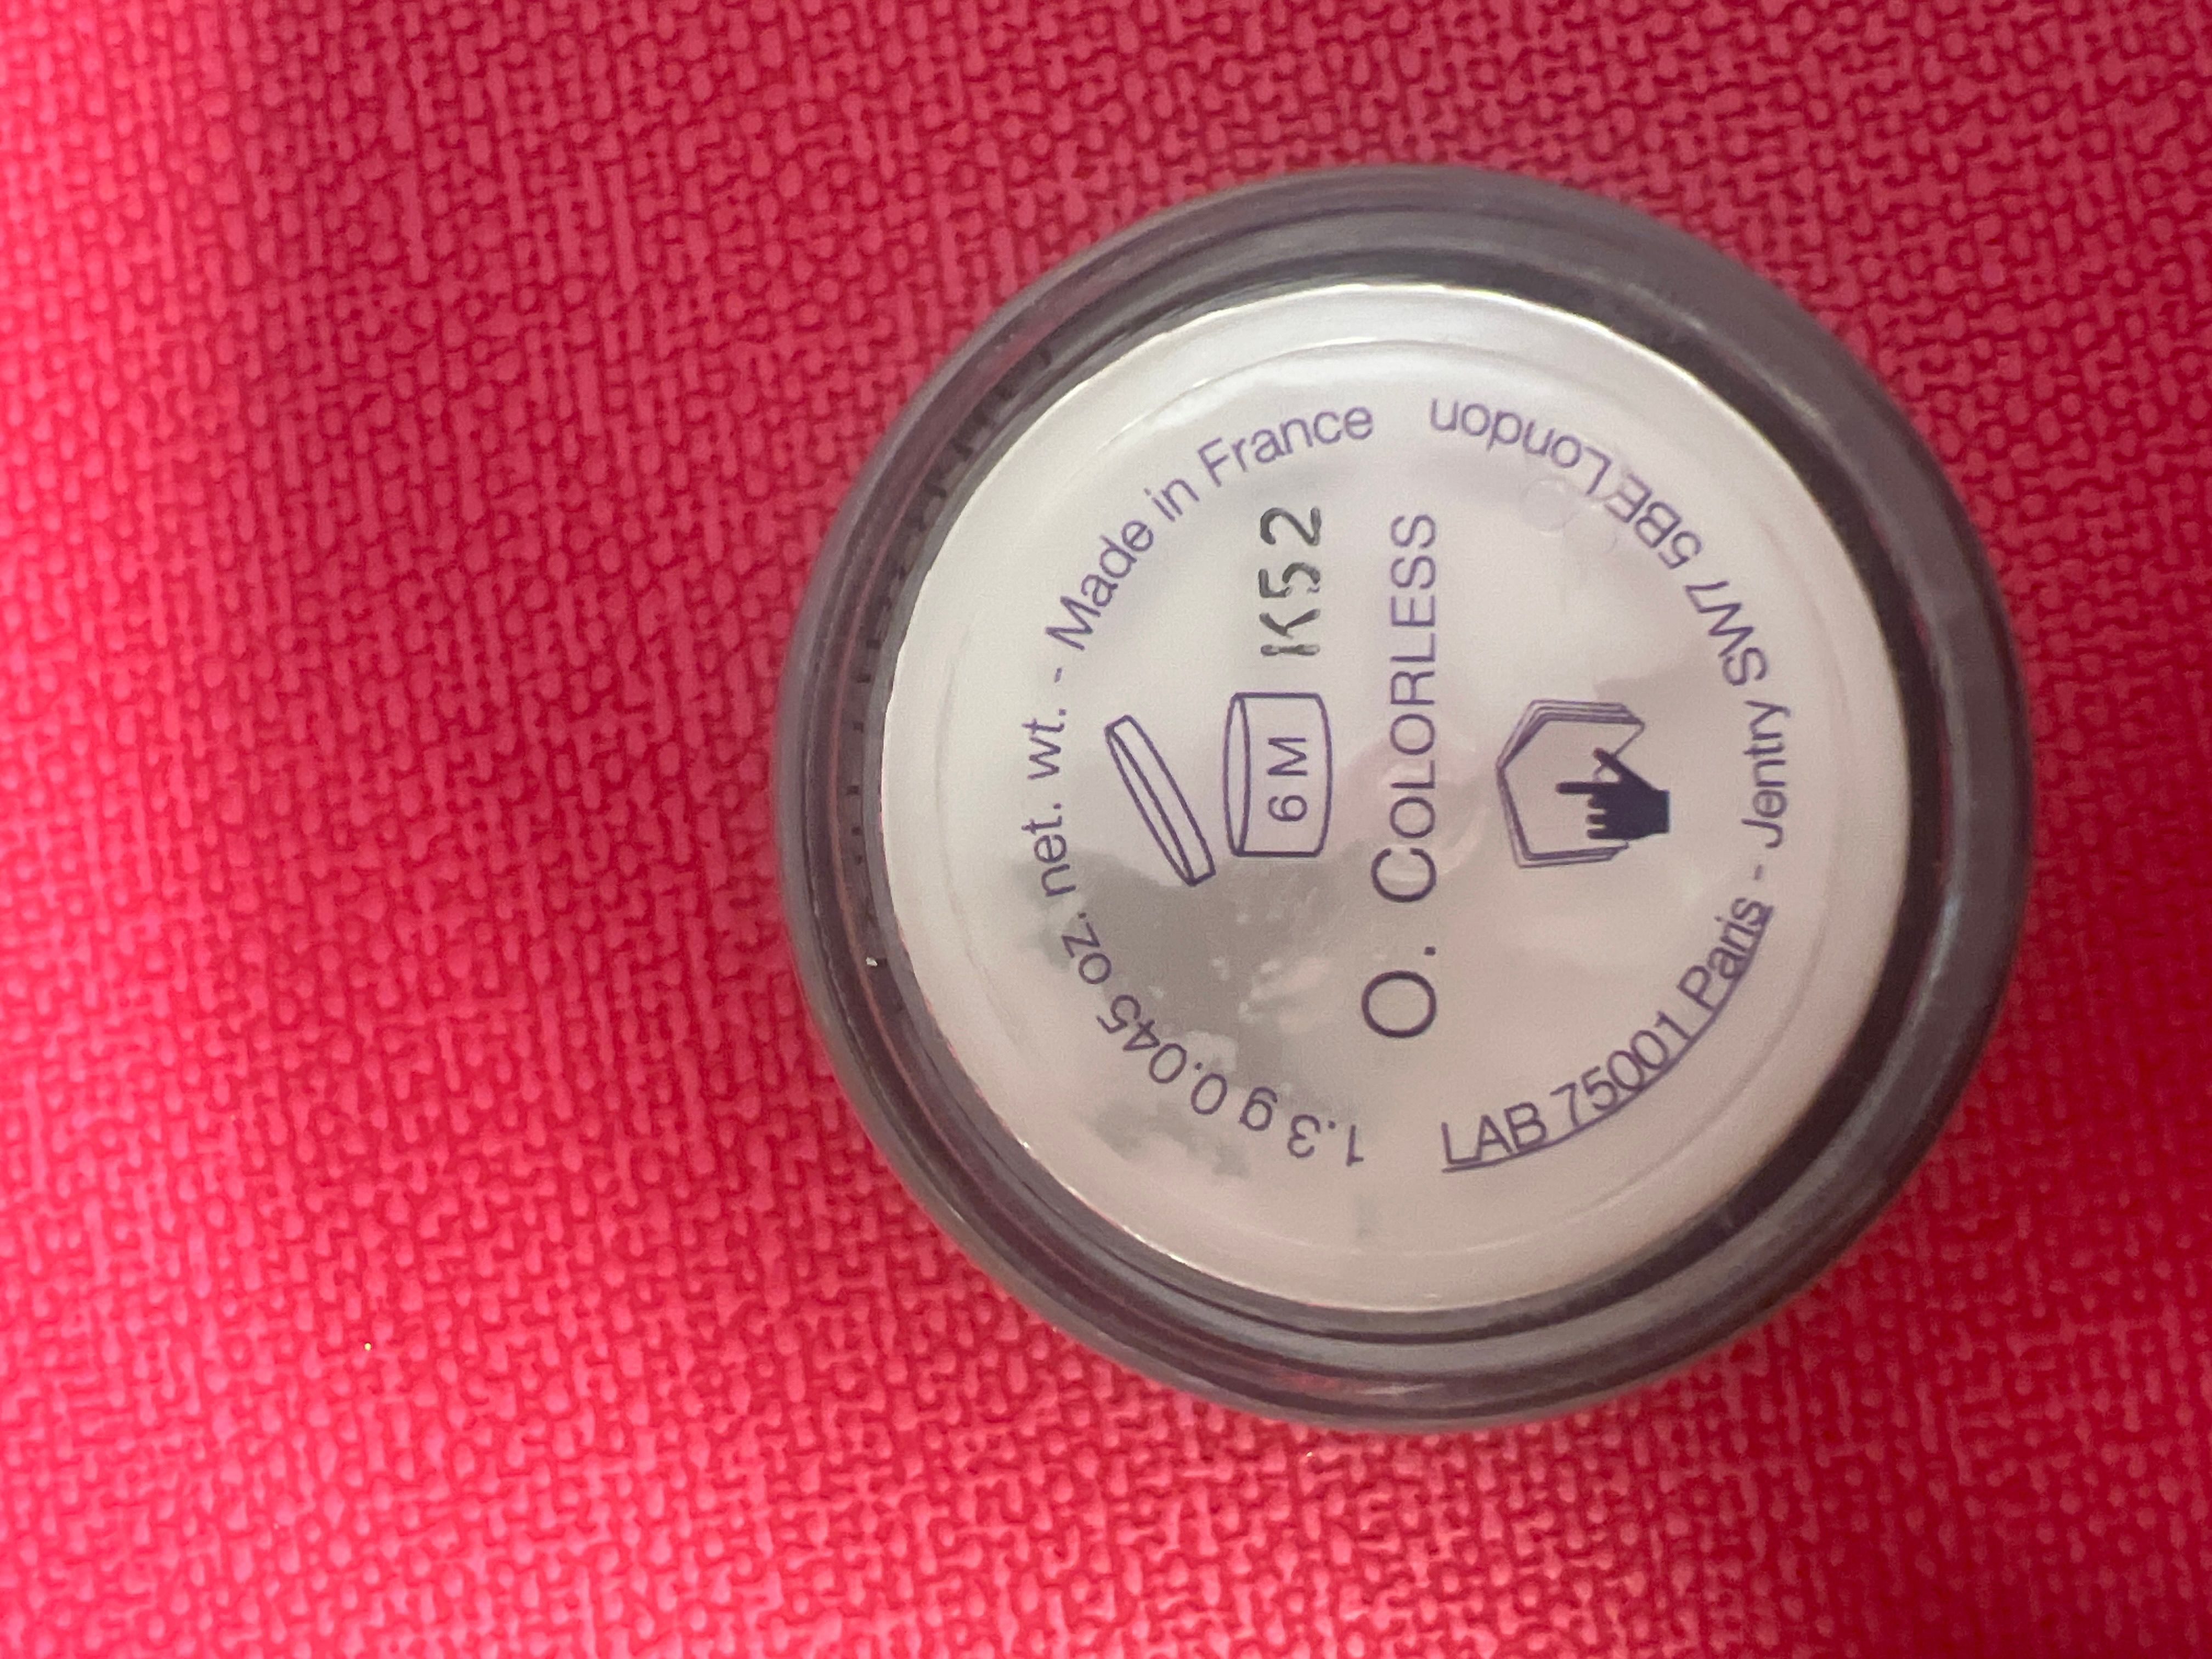 1.3 g 0.045 oz. net. wt. - Made in France
6 M
K52
O. COLORLESS
LAB 75001 Paris - Jentry SW7 5BE London